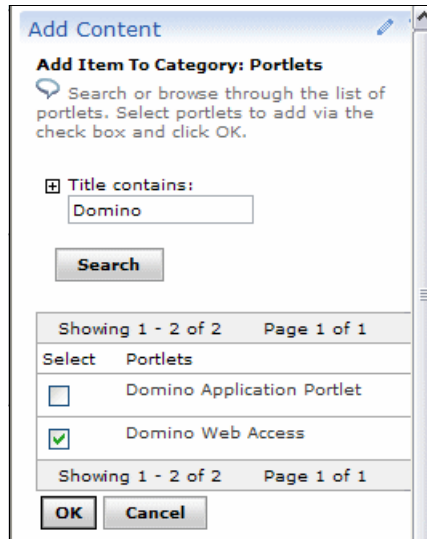 Add Content
Add Item To Category: Portlets
Search or browse through the list of
portlets. Select portlets to add via the
check box and click OK.
Title contains:
Domino
Search
Showing 1 - 2 of 2 Page 1 of 1
Select Portlets
Domino Application Portlet
Domino Web Access
Showing 1 - 2 of 2 Page 1 of 1
OK Cancel